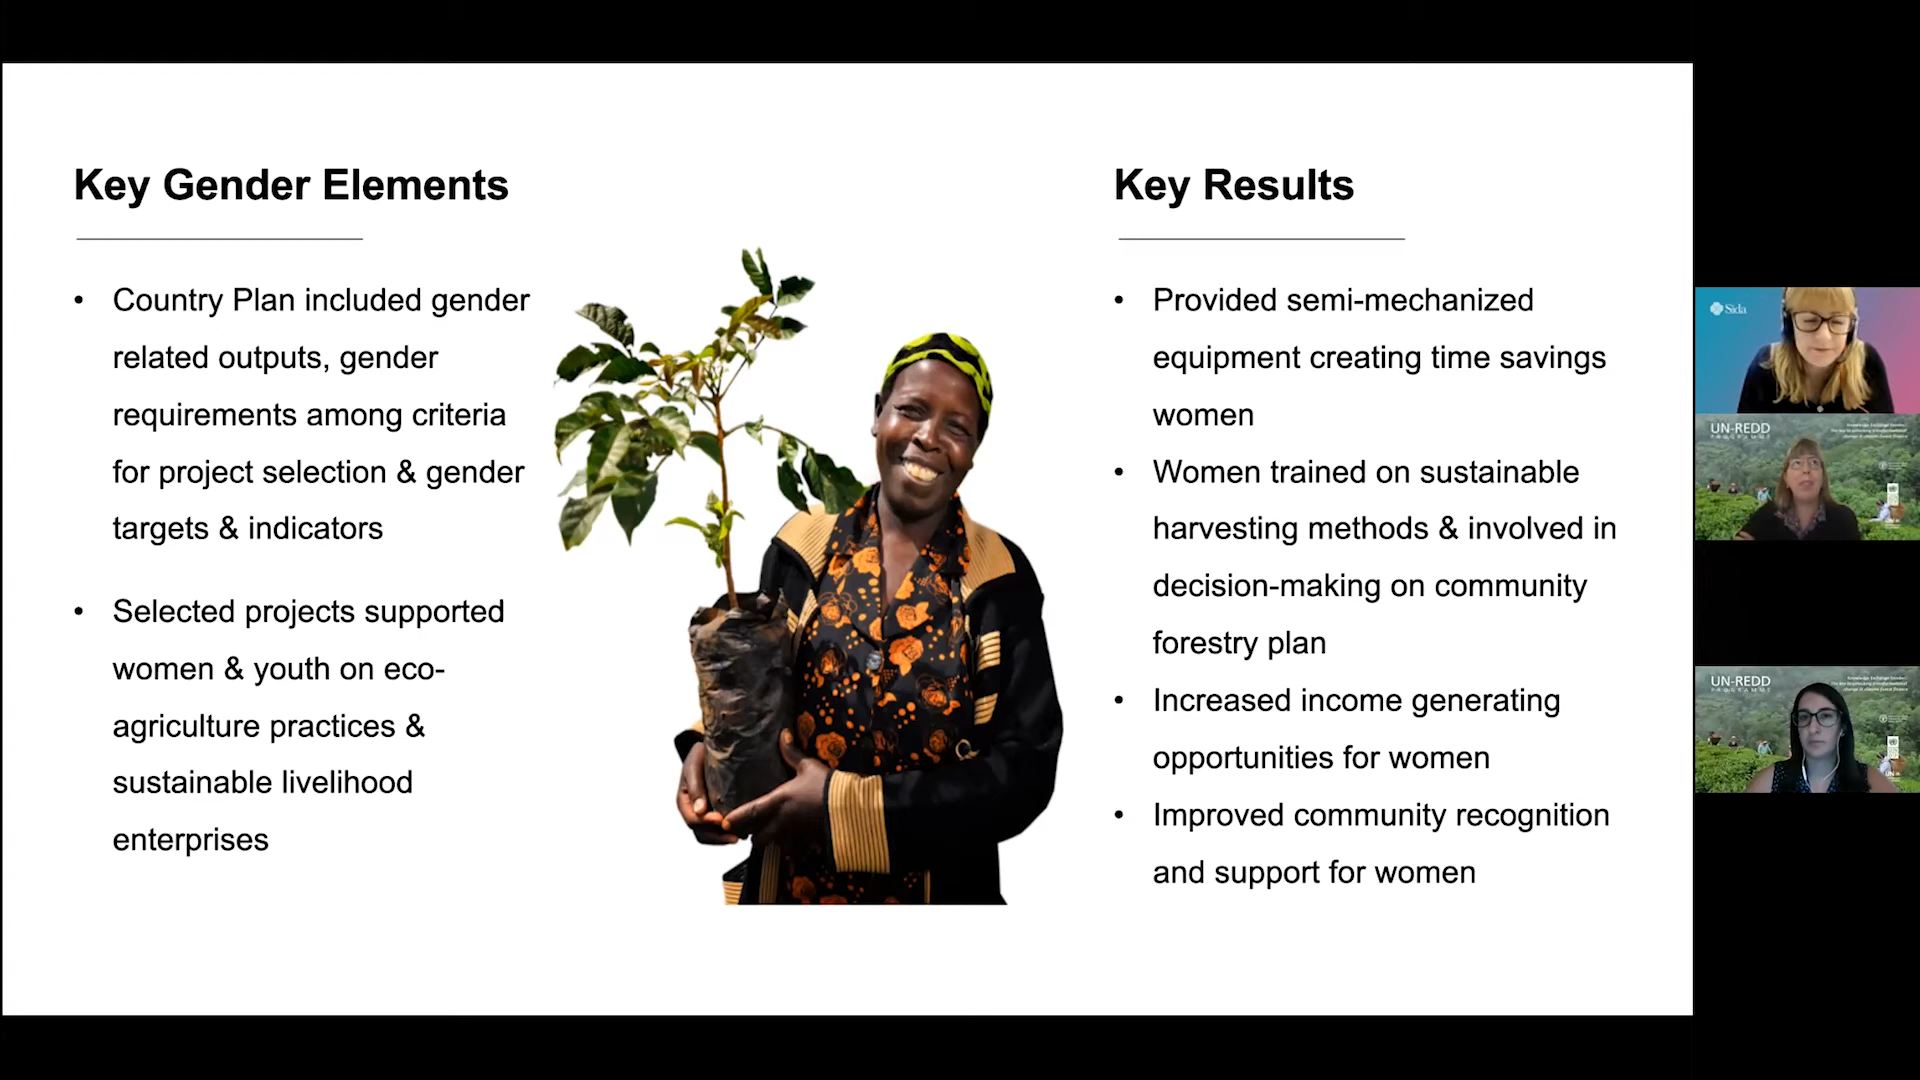 Key Gender Elements
• Country Plan included gender
related outputs, gender
requirements among criteria
for project selection & gender
targets & indicators
• Selected projects supported
women & youth on eco-
agriculture practices &
sustainable livelihood
enterprises
Key Results
• Provided semi-mechanized
equipment creating time savings
women
• Women trained on sustainable
harvesting methods & involved in
decision-making on community
forestry plan
• Increased income generating
opportunities for women
• Improved community recognition
and support for women
Sida
UN-REDD
PROGRAMME
UN-REDD
PROGRAMME